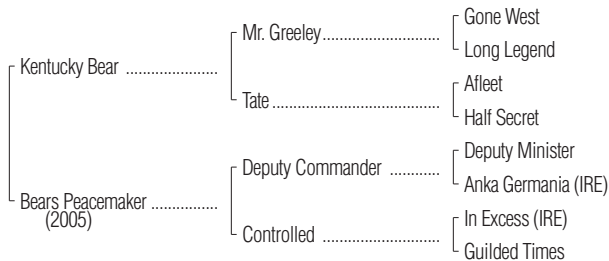 Gone West
Mr. Greeley............................
Long Legend
Kentucky Bear ......................
Afleet
Tate........................................
Half Secret
Deputy Minister
Deputy Commander ............
Anka Germania (IRE)
Bears Peacemaker ................
(2005)
In Excess (IRE)
Controlled ............................
Guilded Times